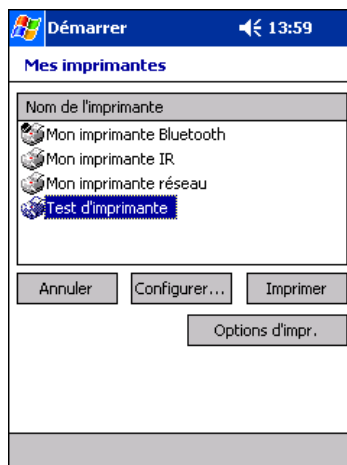 Démarrer 13:59
Mes imprimantes
Nom de l'imprimante
Mon imprimante Bluetooth
Mon imprimante IR
Mon imprimante réseau
Test d'imprimante
Annuler Configurer... Imprimer
Options d'impr.